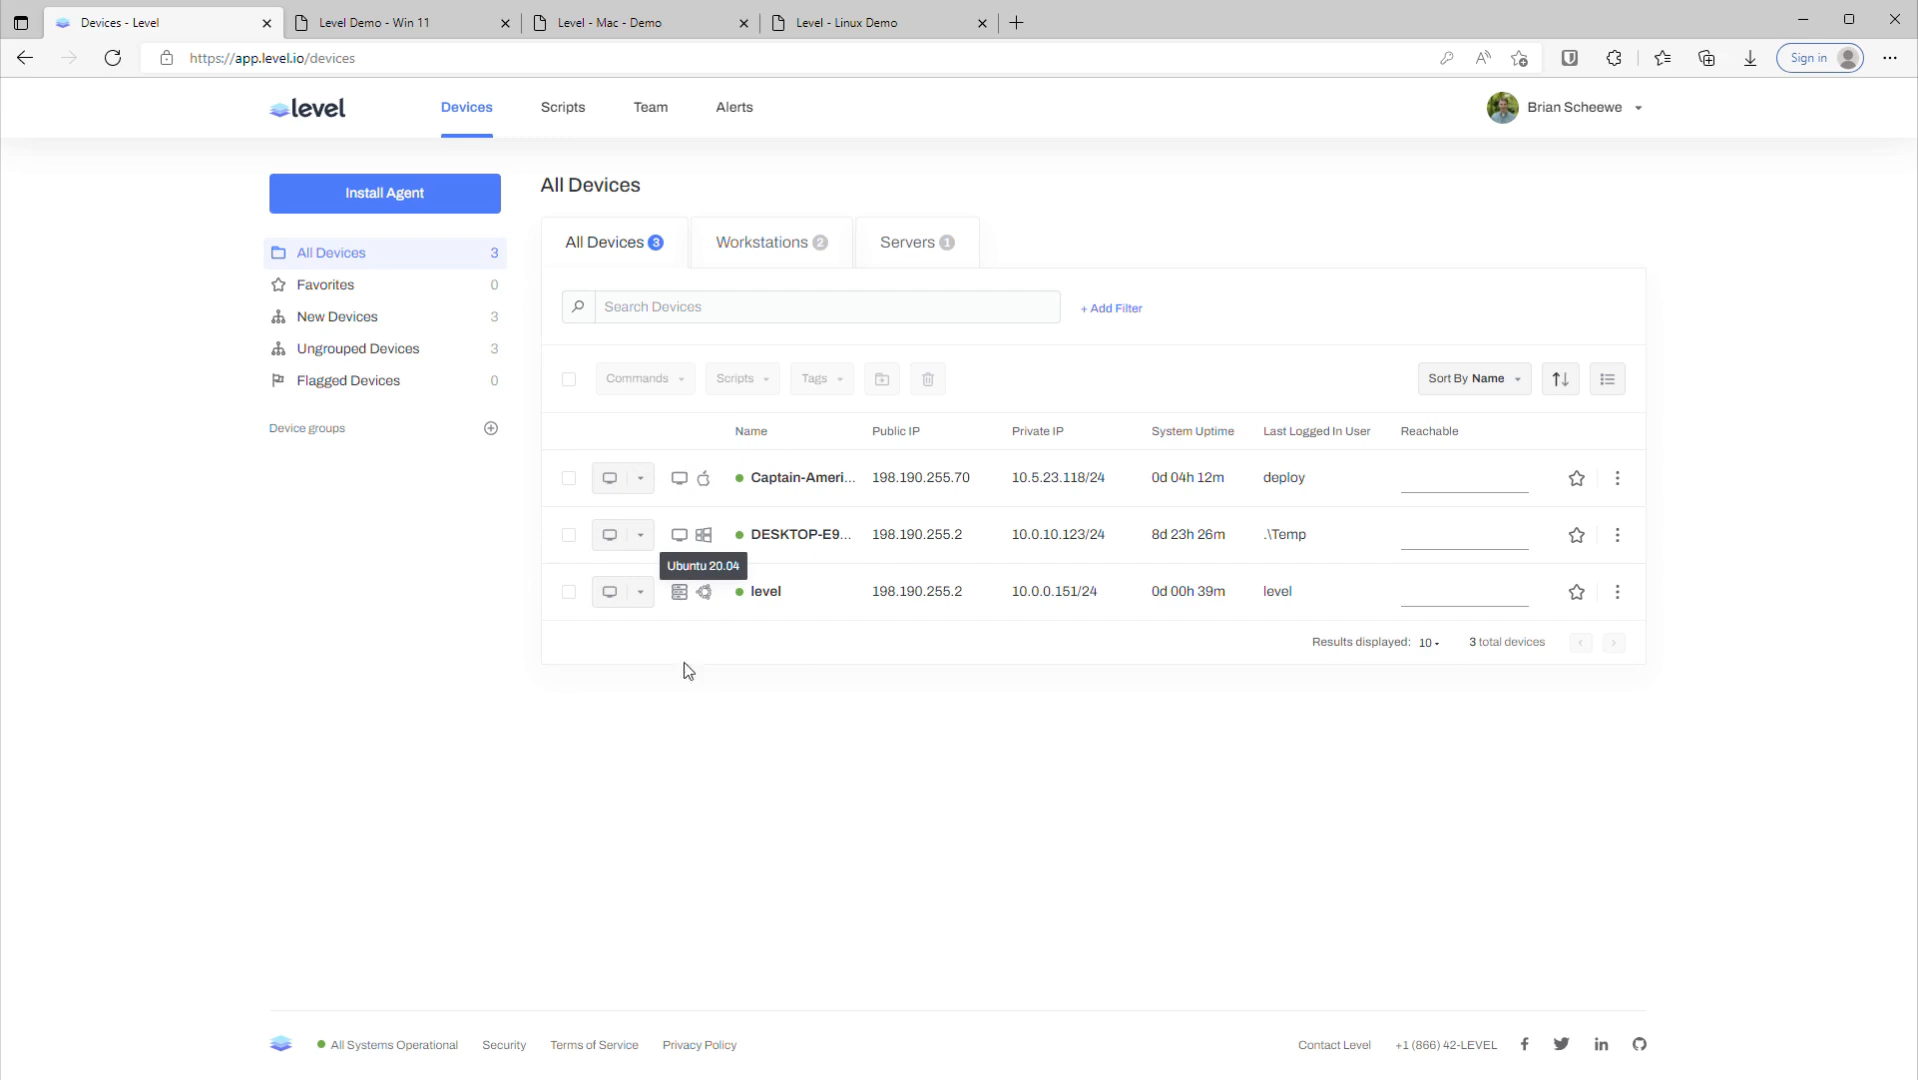 Devices - Level
Level Demo - Win 11
Level - Mac - Demo
Level - Linux Demo
https://app.level.io/devices
Sign in
level
Devices
Scripts
Team
Alerts
Brian Scheewe
Install Agent
All Devices 3
Favorites 0
New Devices 3
Ungrouped Devices 3
Flagged Devices 0
Device groups
All Devices
All Devices 3
Workstations 2
Servers 1
Search Devices
+ Add Filter
Commands
Scripts
Tags
Sort By Name
Name Public IP Private IP System Uptime Last Logged In User Reachable
Captain-Ameri... 198.190.255.70 10.5.23.118/24 0d 04h 12m deploy
DESKTOP-E9... 198.190.255.2 10.0.10.123/24 8d 23h 26m .\Temp
Ubuntu 20.04
level 198.190.255.2 10.0.0.151/24 0d 00h 39m level
Results displayed: 10
3 total devices
All Systems Operational
Security
Terms of Service
Privacy Policy
Contact Level
+1 (866) 42-LEVEL